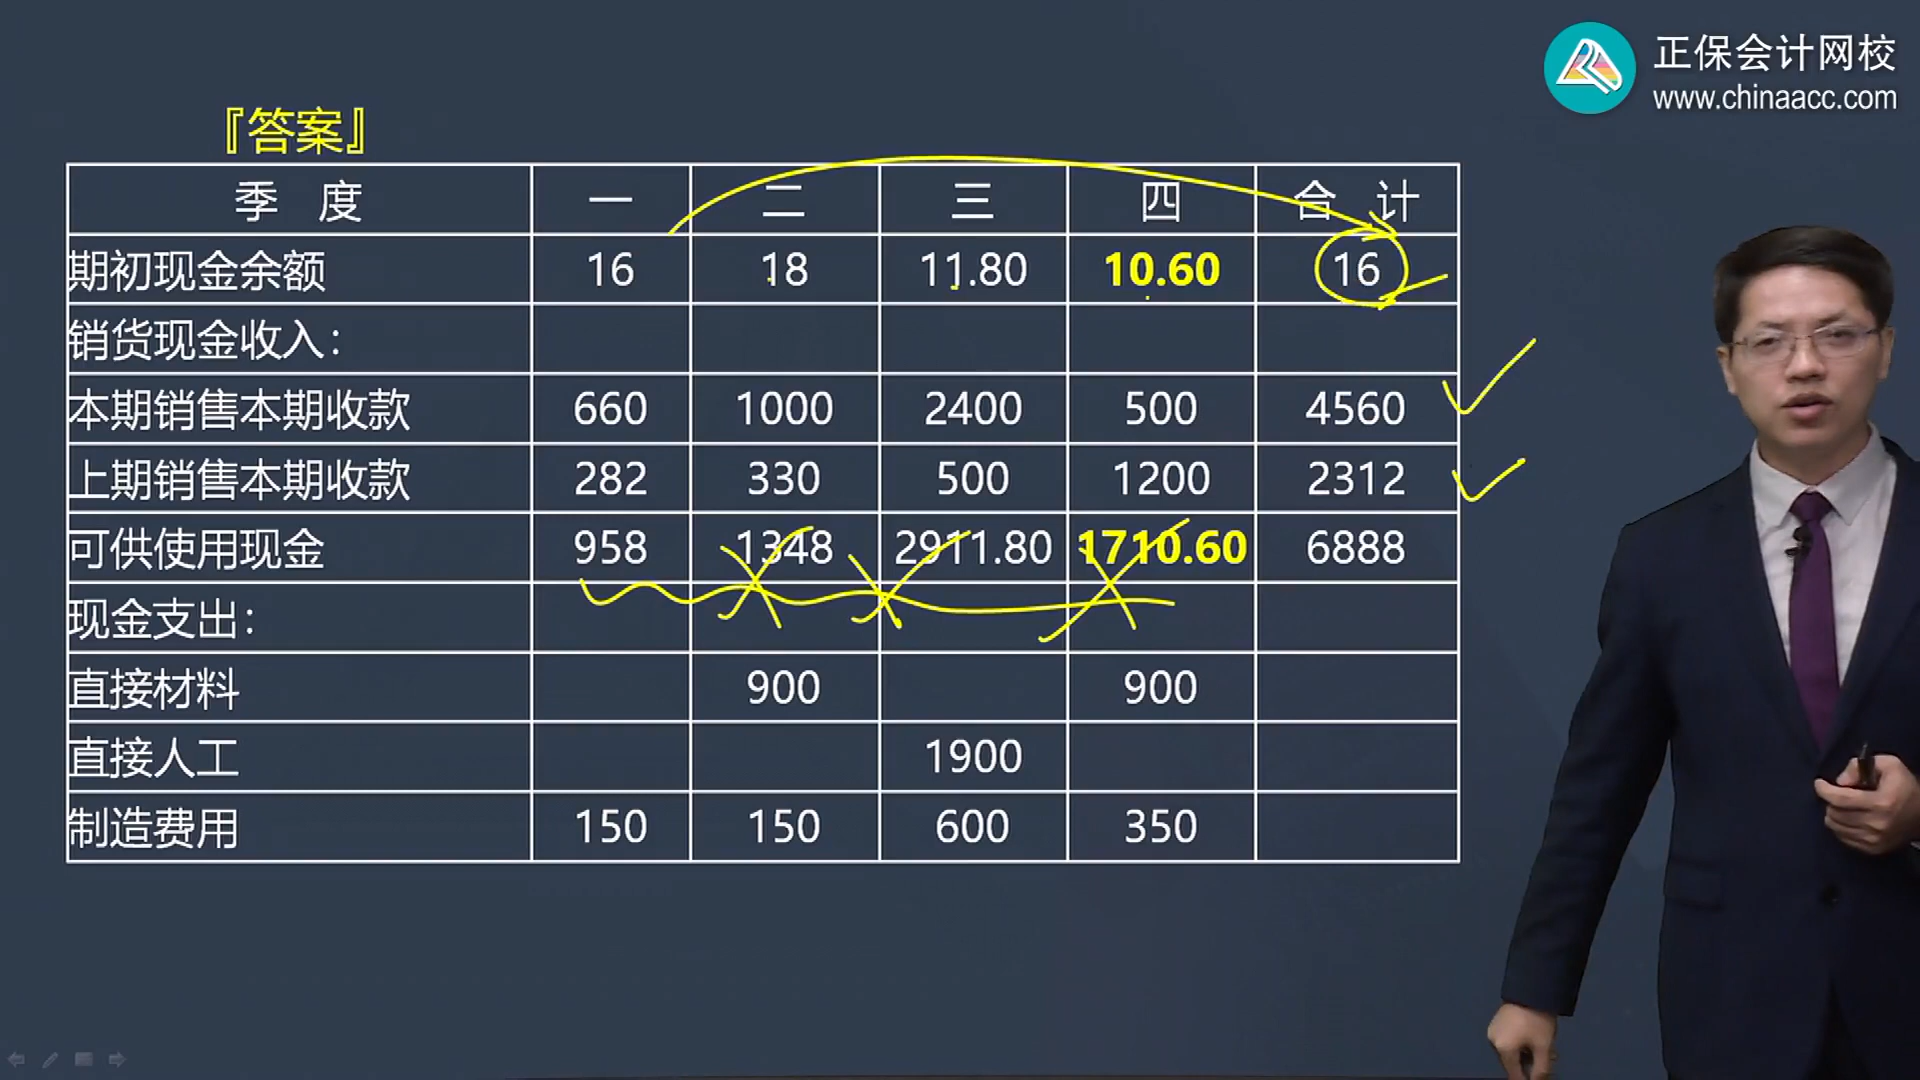 正保会计网校
www.chinaacc.com
『答案』
季 度 一 二 三 四 合 计
期初现金余额 16 18 11.80 10.60 16
销货现金收入：
本期销售本期收款 660 1000 2400 500 4560
上期销售本期收款 282 330 500 1200 2312
可供使用现金 958 1348 2911.80 1710.60 6888
现金支出：
直接材料 900 900
直接人工 1900
制造费用 150 150 600 350